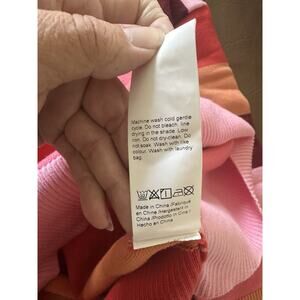 Machine wash cold gentle
cycle. Do not bleach. line
drying in the shade. Low
iron. Do not dry-clean. Do
not soak. Wash with like
colour. Wash with laundry
bag.
Made in China /Fabriqué
en Chine /Hergestellt in
China /Prodotto in Cina /
Hecho en China